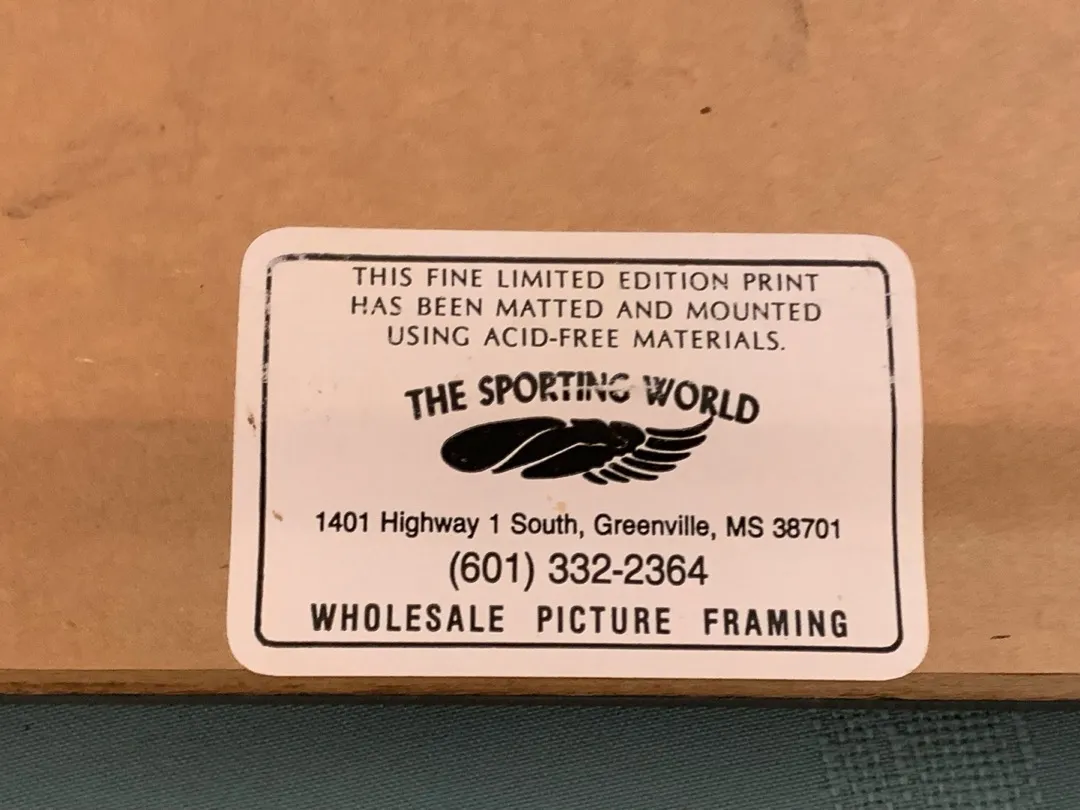 THIS FINE LIMITED EDITION PRINT
HAS BEEN MATTED AND MOUNTED
USING ACID-FREE MATERIALS.
THE SPORTING WORLD
1401 Highway 1 South, Greenville, MS 38701
(601) 332-2364
WHOLESALE PICTURE FRAMING